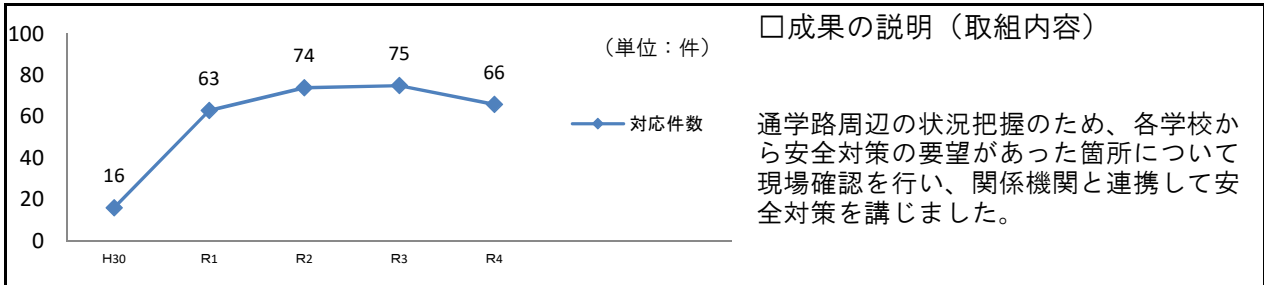 100
80
60
40
20
0
16
63
74
75
66
H30
R1
R2
R3
R4
（単位：件）
対応件数
□成果の説明（取組内容）
通学路周辺の状況把握のため、各学校か
ら安全対策の要望があった箇所について
現場確認を行い、関係機関と連携して安
全対策を講じました。